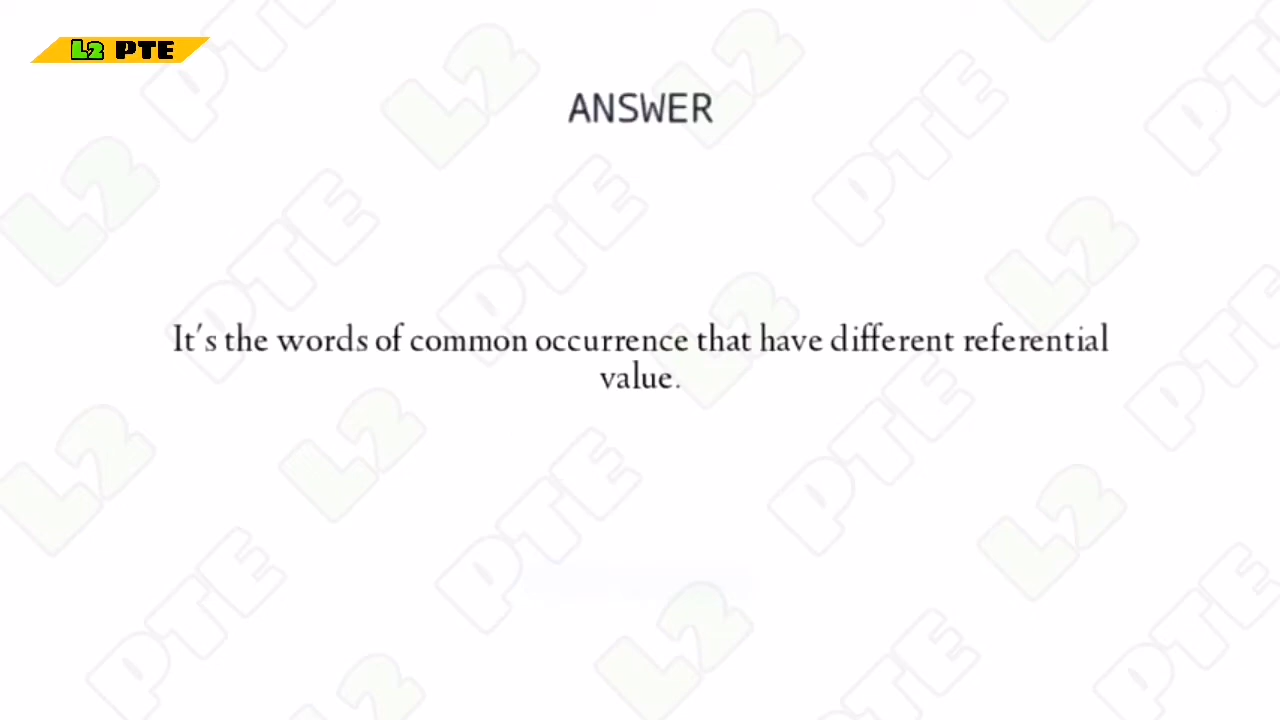 L2 PTE
ANSWER
It's the words of common occurrence that have different referential
value.